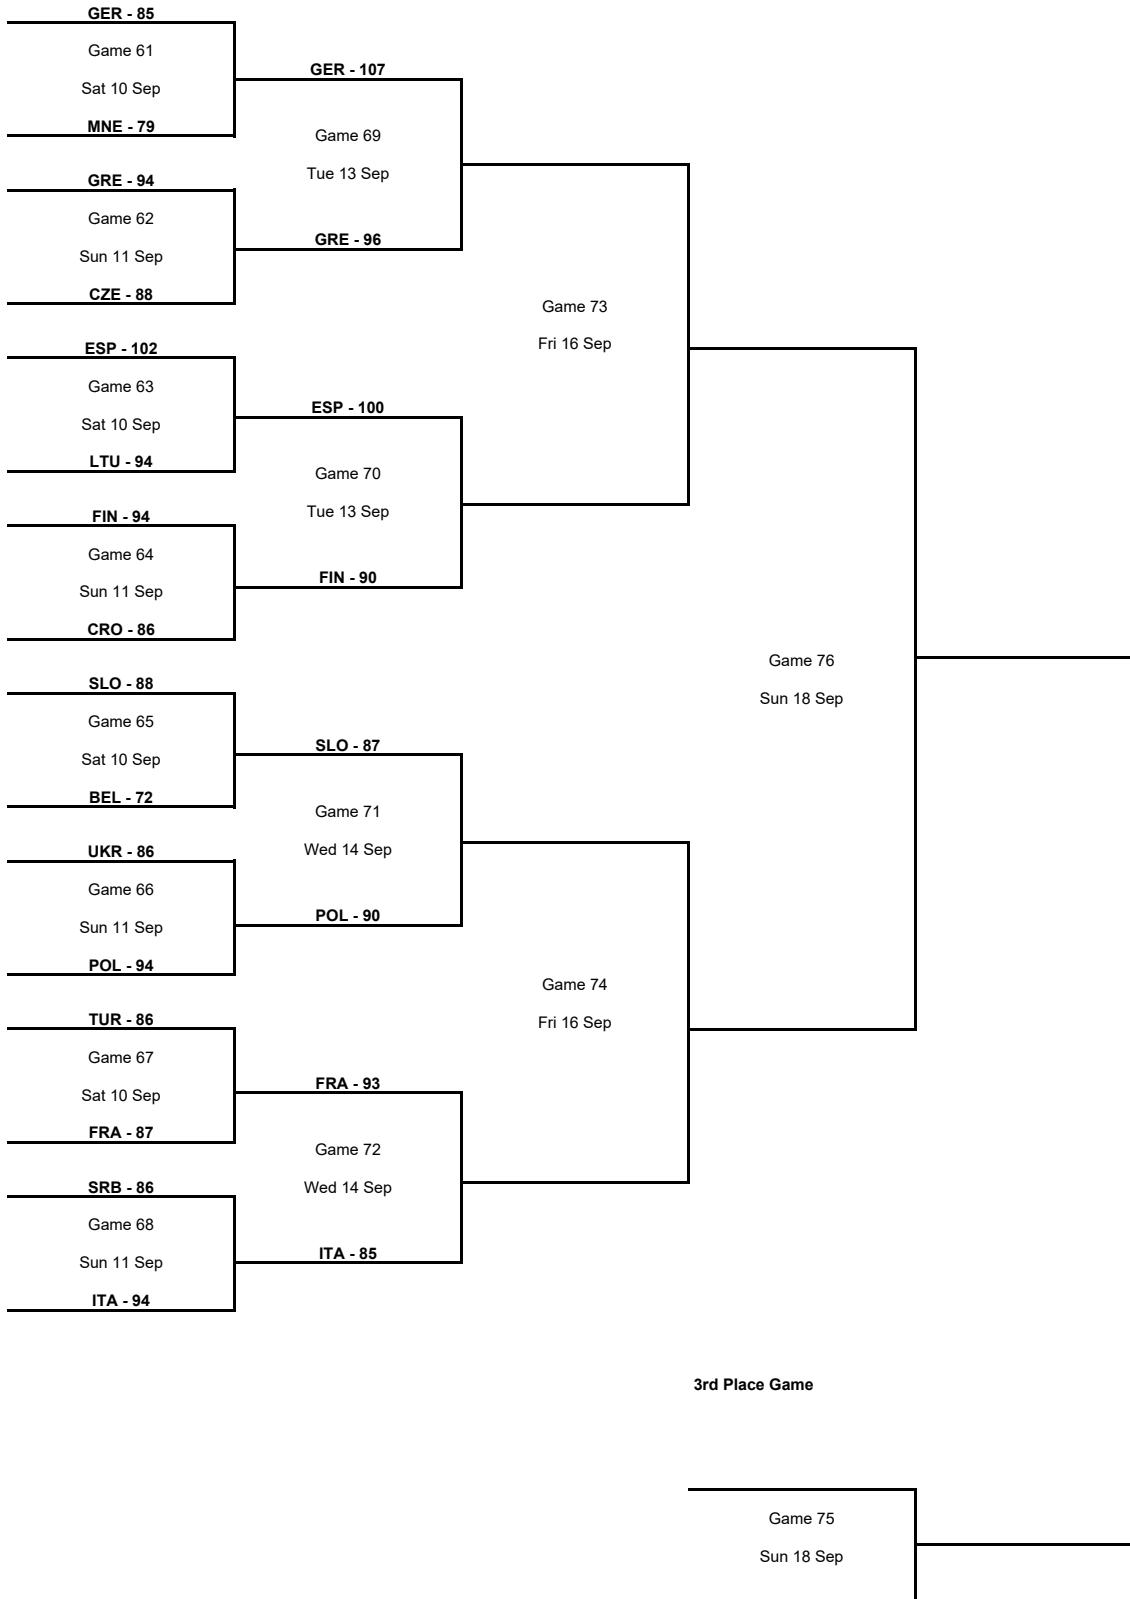 GER - 85
Game 61
Sat 10 Sep
MNE - 79
GRE - 94
Game 62
Sun 11 Sep
CZE - 88
ESP - 102
Game 63
Sat 10 Sep
LTU - 94
FIN - 94
Game 64
Sun 11 Sep
CRO - 86
SLO - 88
Game 65
Sat 10 Sep
BEL - 72
UKR - 86
Game 66
Sun 11 Sep
POL - 94
TUR - 86
Game 67
Sat 10 Sep
FRA - 87
SRB - 86
Game 68
Sun 11 Sep
ITA - 94
GER - 107
Game 69
Tue 13 Sep
GRE - 96
ESP - 100
Game 70
Tue 13 Sep
FIN - 90
SLO - 87
Game 71
Wed 14 Sep
POL - 90
FRA - 93
Game 72
Wed 14 Sep
ITA - 85
Game 73
Fri 16 Sep
Game 74
Fri 16 Sep
Game 76
Sun 18 Sep
3rd Place Game
Game 75
Sun 18 Sep